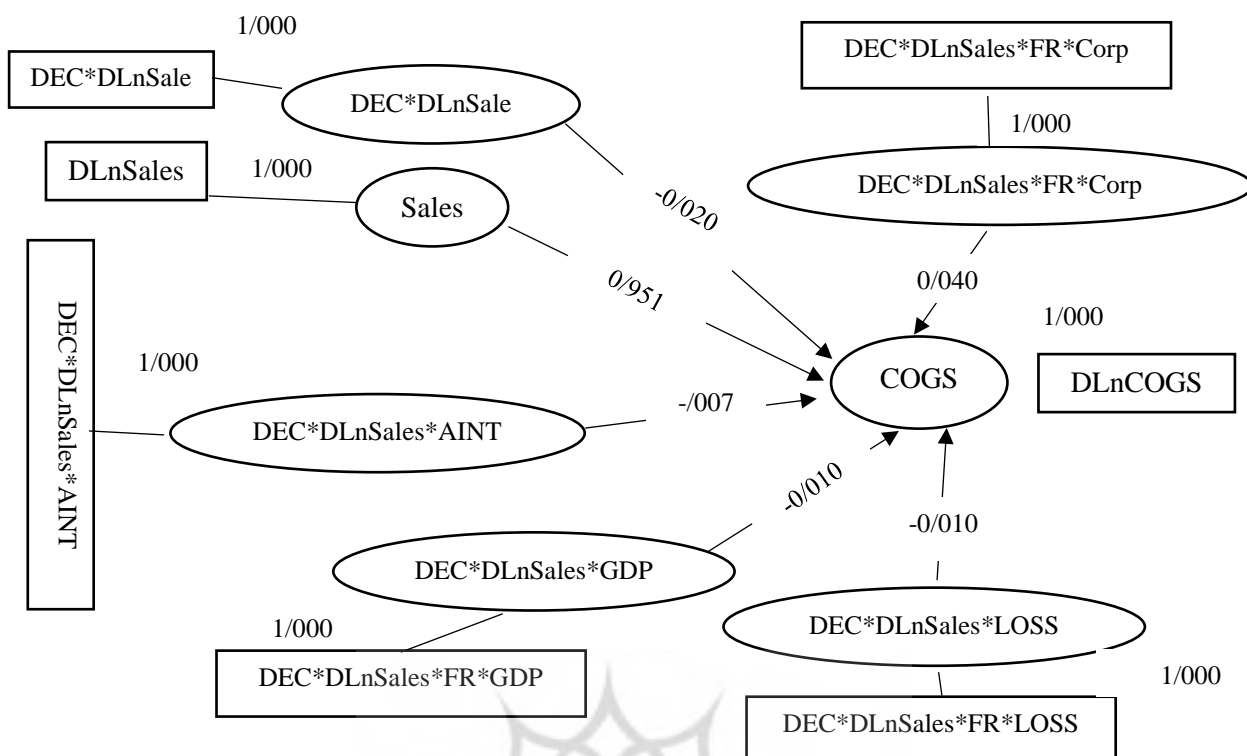 1/000
DEC*DLnSale
DEC*DLnSale
DEC*DLnSales*FR*Corp
1/000
DLnSales
1/000
Sales
DEC*DLnSales*FR*Corp
-0/020
0/951
0/040
1/000
DEC*DLnSales*AINT
1/000
COGS
DLnCOGS
DEC*DLnSales*AINT
-/007
-0/010
-0/010
DEC*DLnSales*GDP
1/000
DEC*DLnSales*FR*GDP
DEC*DLnSales*LOSS
1/000
DEC*DLnSales*FR*LOSS